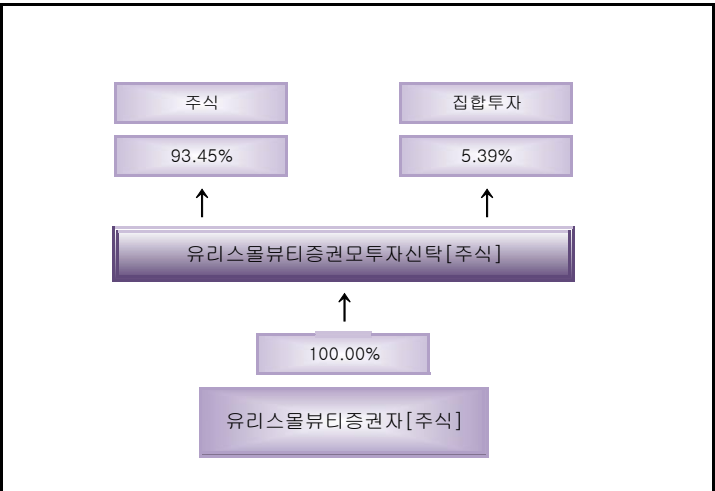 주식
집합투자
93.45%
5.39%
↑
↑
유리스몰뷰티증권모투자신탁[주식]
↑
100.00%
유리스몰뷰티증권자[주식]